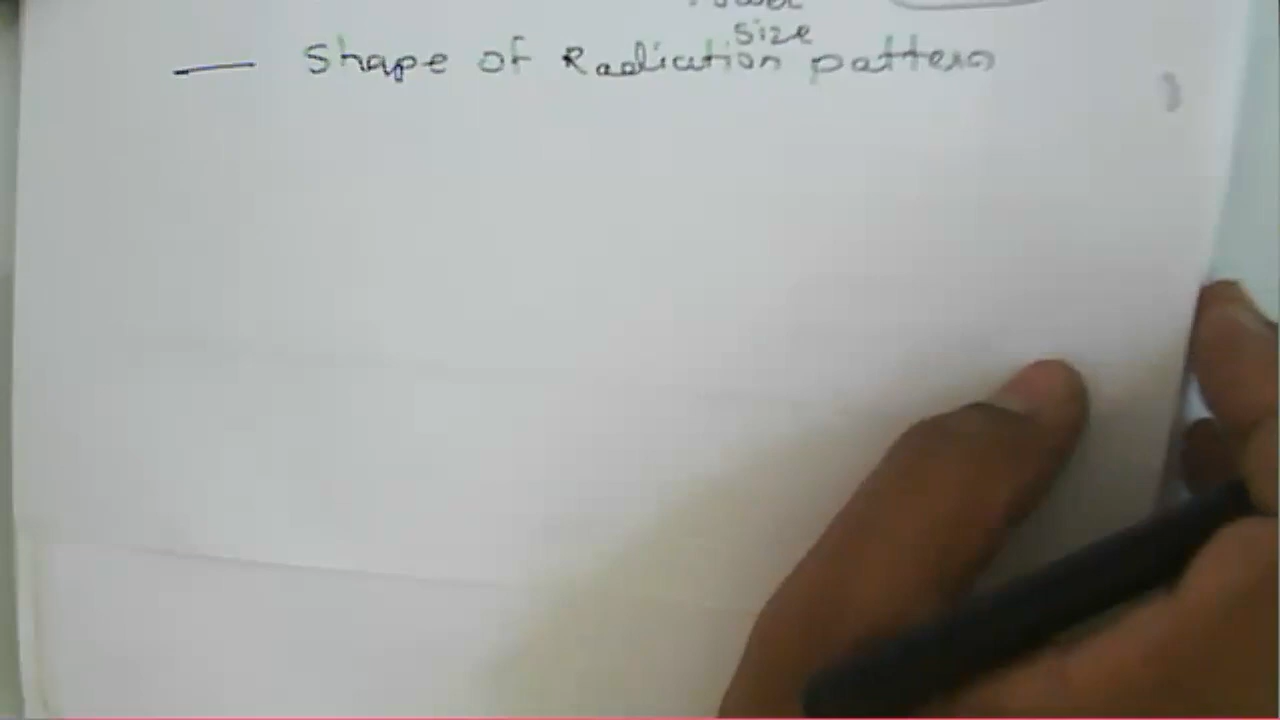 size
— Shape of Radiation pattern